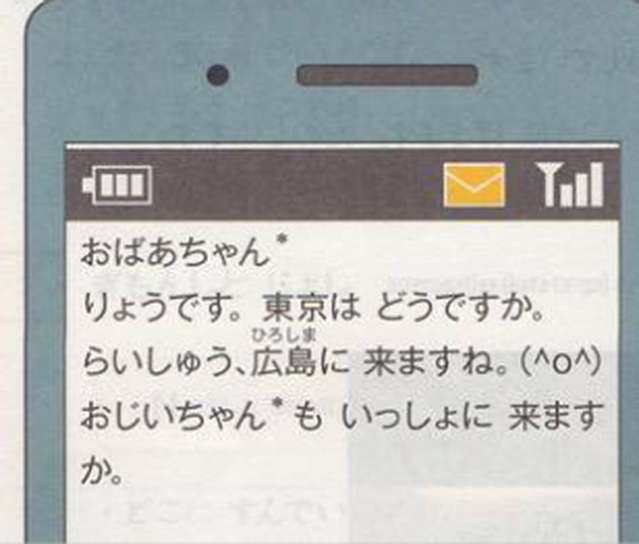 おばあちゃん*
りょうです。東京は どうですか。
ひろしま
らいしゅう、広島に 来ますね。(^o^)
おじいちゃん*も いっしょに 来ます
か。